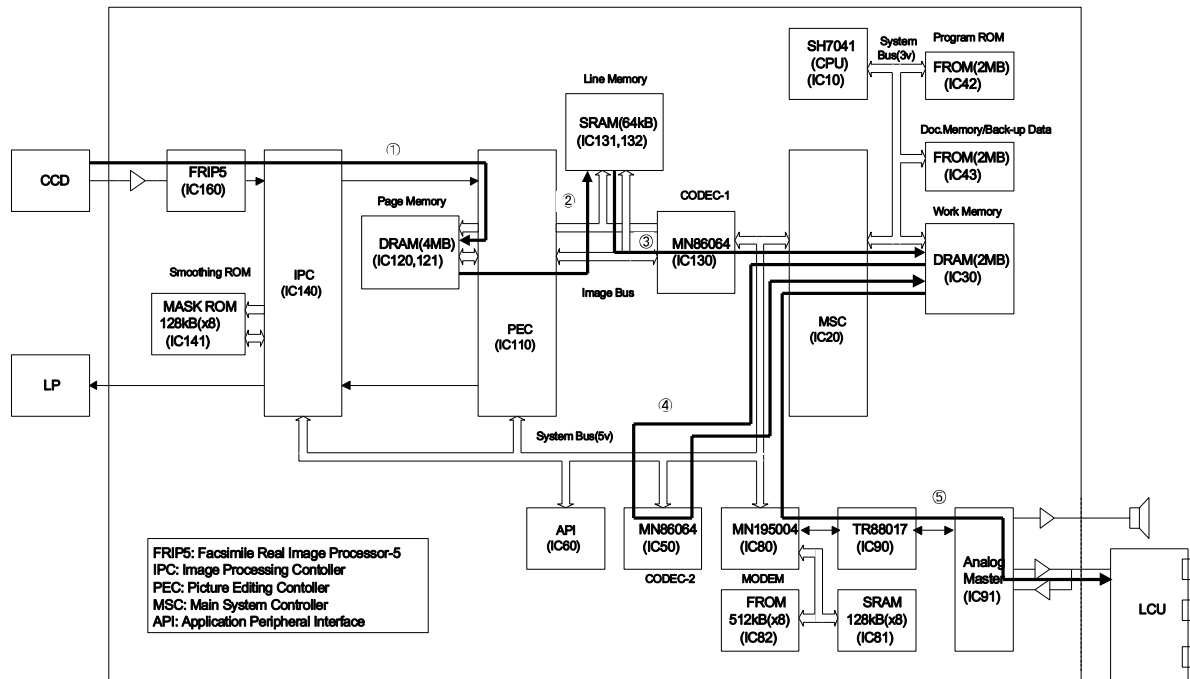 SH7041
(CPU)
(IC10)
System
Bus(3v)
Program ROM
FROM(2MB)
(IC42)
Line Memory
SRAM(64kB)
(IC131,132)
Doc.Memory/Back-up Data
FROM(2MB)
(IC43)
CCD
FRIP5
(IC160)
①
Page Memory
DRAM(4MB)
(IC120,121)
②
③
CODEC-1
MN86064
(IC130)
Work Memory
DRAM(2MB)
(IC30)
Smoothing ROM
MASK ROM
128kB(x8)
(IC141)
IPC
(IC140)
Image Bus
PEC
(IC110)
MSC
(IC20)
LP
④
System Bus(5v)
⑤
API
(IC60)
MN86064
(IC50)
CODEC-2
MN195004
(IC80)
MODEM
TR88017
(IC90)
Analog
Master
(IC91)
LCU
FROM
512kB(x8)
(IC82)
SRAM
128kB(x8)
(IC81)
FRIP5: Facsimile Real Image Processor-5
IPC: Image Processing Contoller
PEC: Picture Editing Contoller
MSC: Main System Controller
API: Application Peripheral Interface